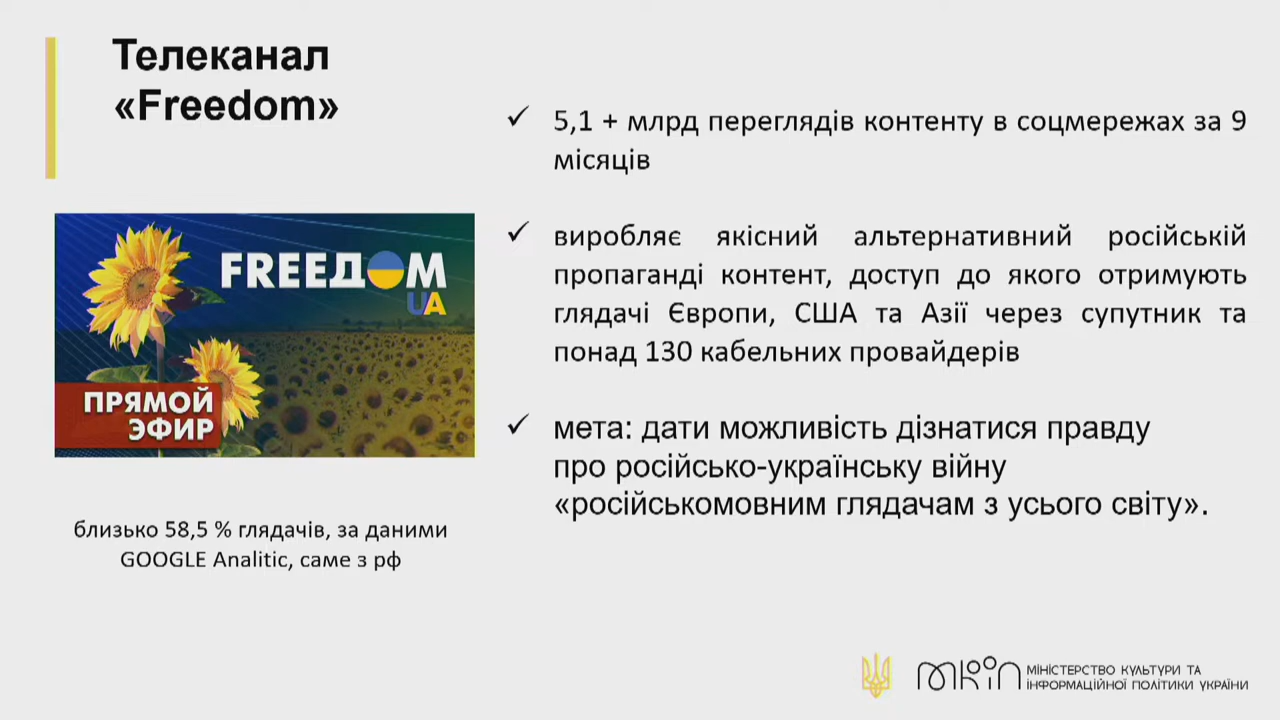 Телеканал
«Freedom»
5,1 + млрд переглядів контенту в соцмережах за 9
місяців
виробляє якісний альтернативний російській
пропаганді контент, доступ до якого отримують
глядачі Європи, США та Азії через супутник та
понад 130 кабельних провайдерів
мета: дати можливість дізнатися правду
про російсько-українську війну
«російськомовним глядачам з усього світу».
FREEДOM
UA
ПРЯМОЙ
ЭФИР
близько 58,5 % глядачів, за даними
GOOGLE Analitic, саме з рф
мкіп
МІНІСТЕРСТВО КУЛЬТУРИ ТА
ІНФОРМАЦІЙНОЇ ПОЛІТИКИ УКРАЇНИ